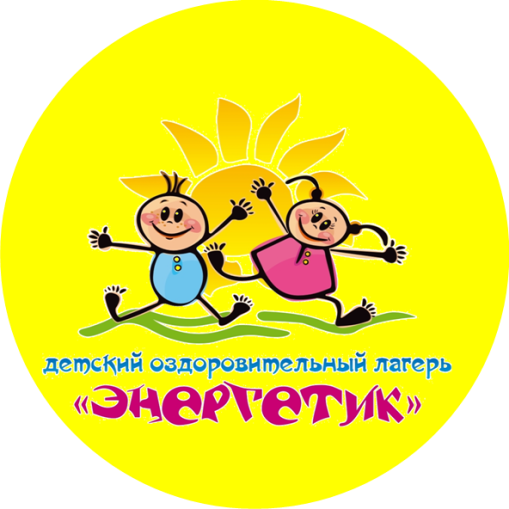 детский оздоровительный лагерь
«ЭНЕРГЕТИК»